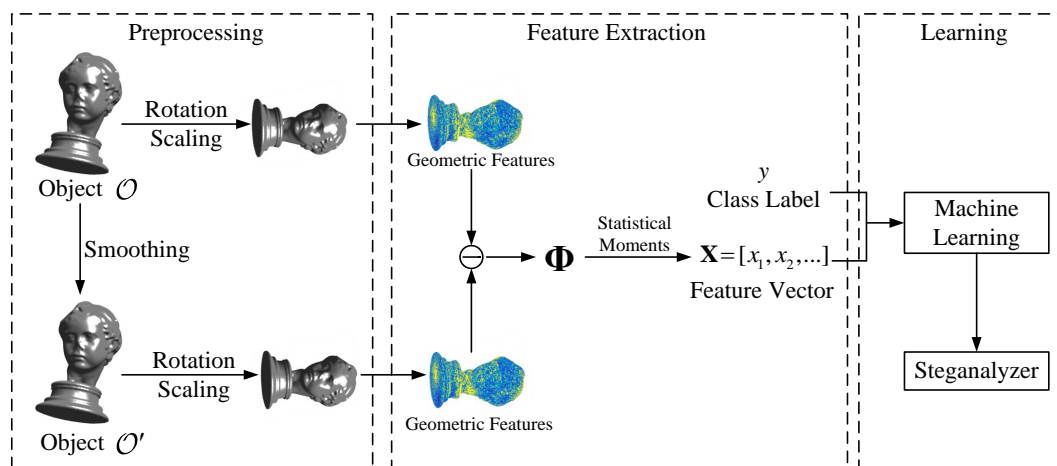 Preprocessing
Rotation
Scaling
Object 𝒪
Smoothing
Rotation
Scaling
Object 𝒪′
Feature Extraction
Geometric Features
−
Φ
Statistical
Moments
y
Class Label
X = [x₁, x₂,...]
Feature Vector
Geometric Features
Learning
Machine
Learning
Steganalyzer